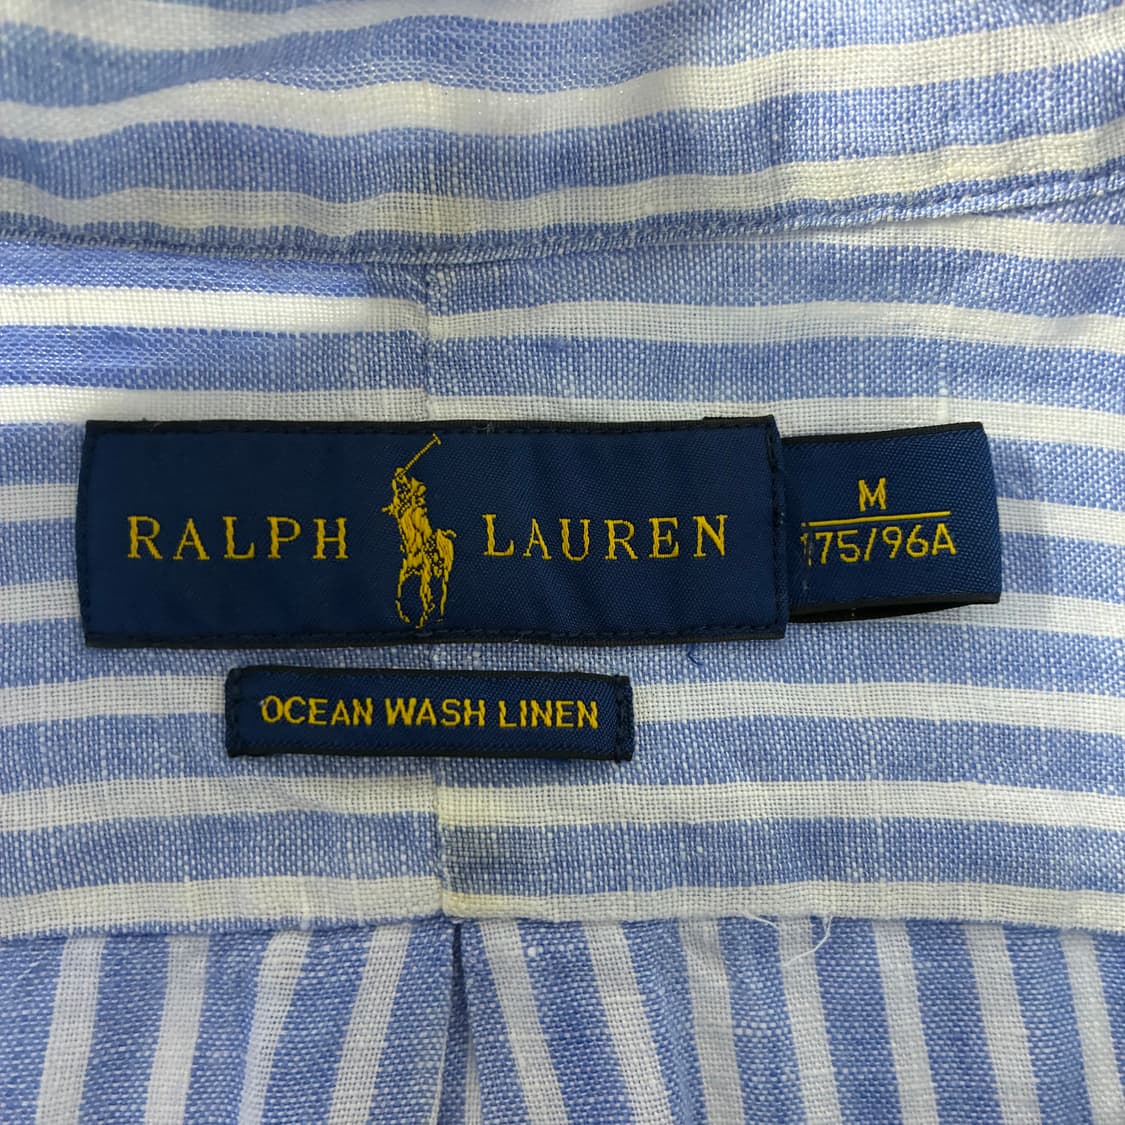 RALPH LAUREN
M
175/96A
OCEAN WASH LINEN